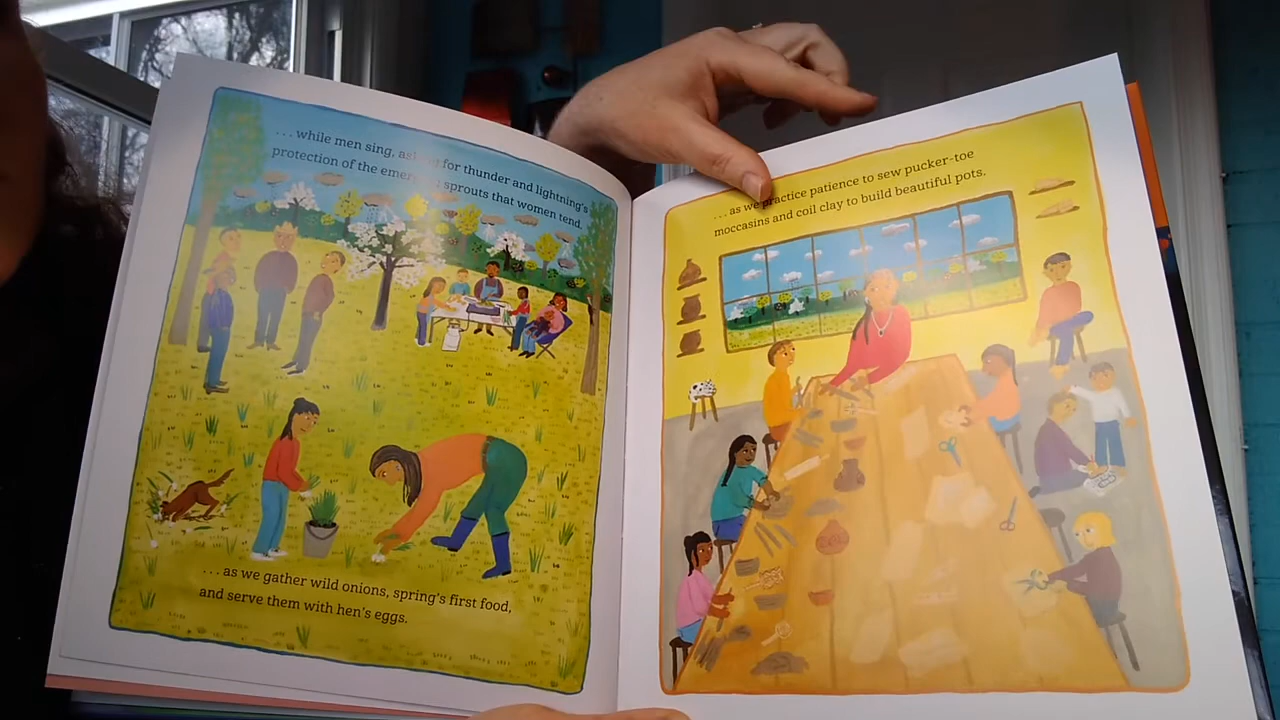 ... while men sing, for thunder and lightning's
protection of the sprouts that women tend.
... as we gather wild onions, spring's first food,
and serve them with hen's eggs.
... as we practice patience to sew pucker-toe
moccasins and coil clay to build beautiful pots.